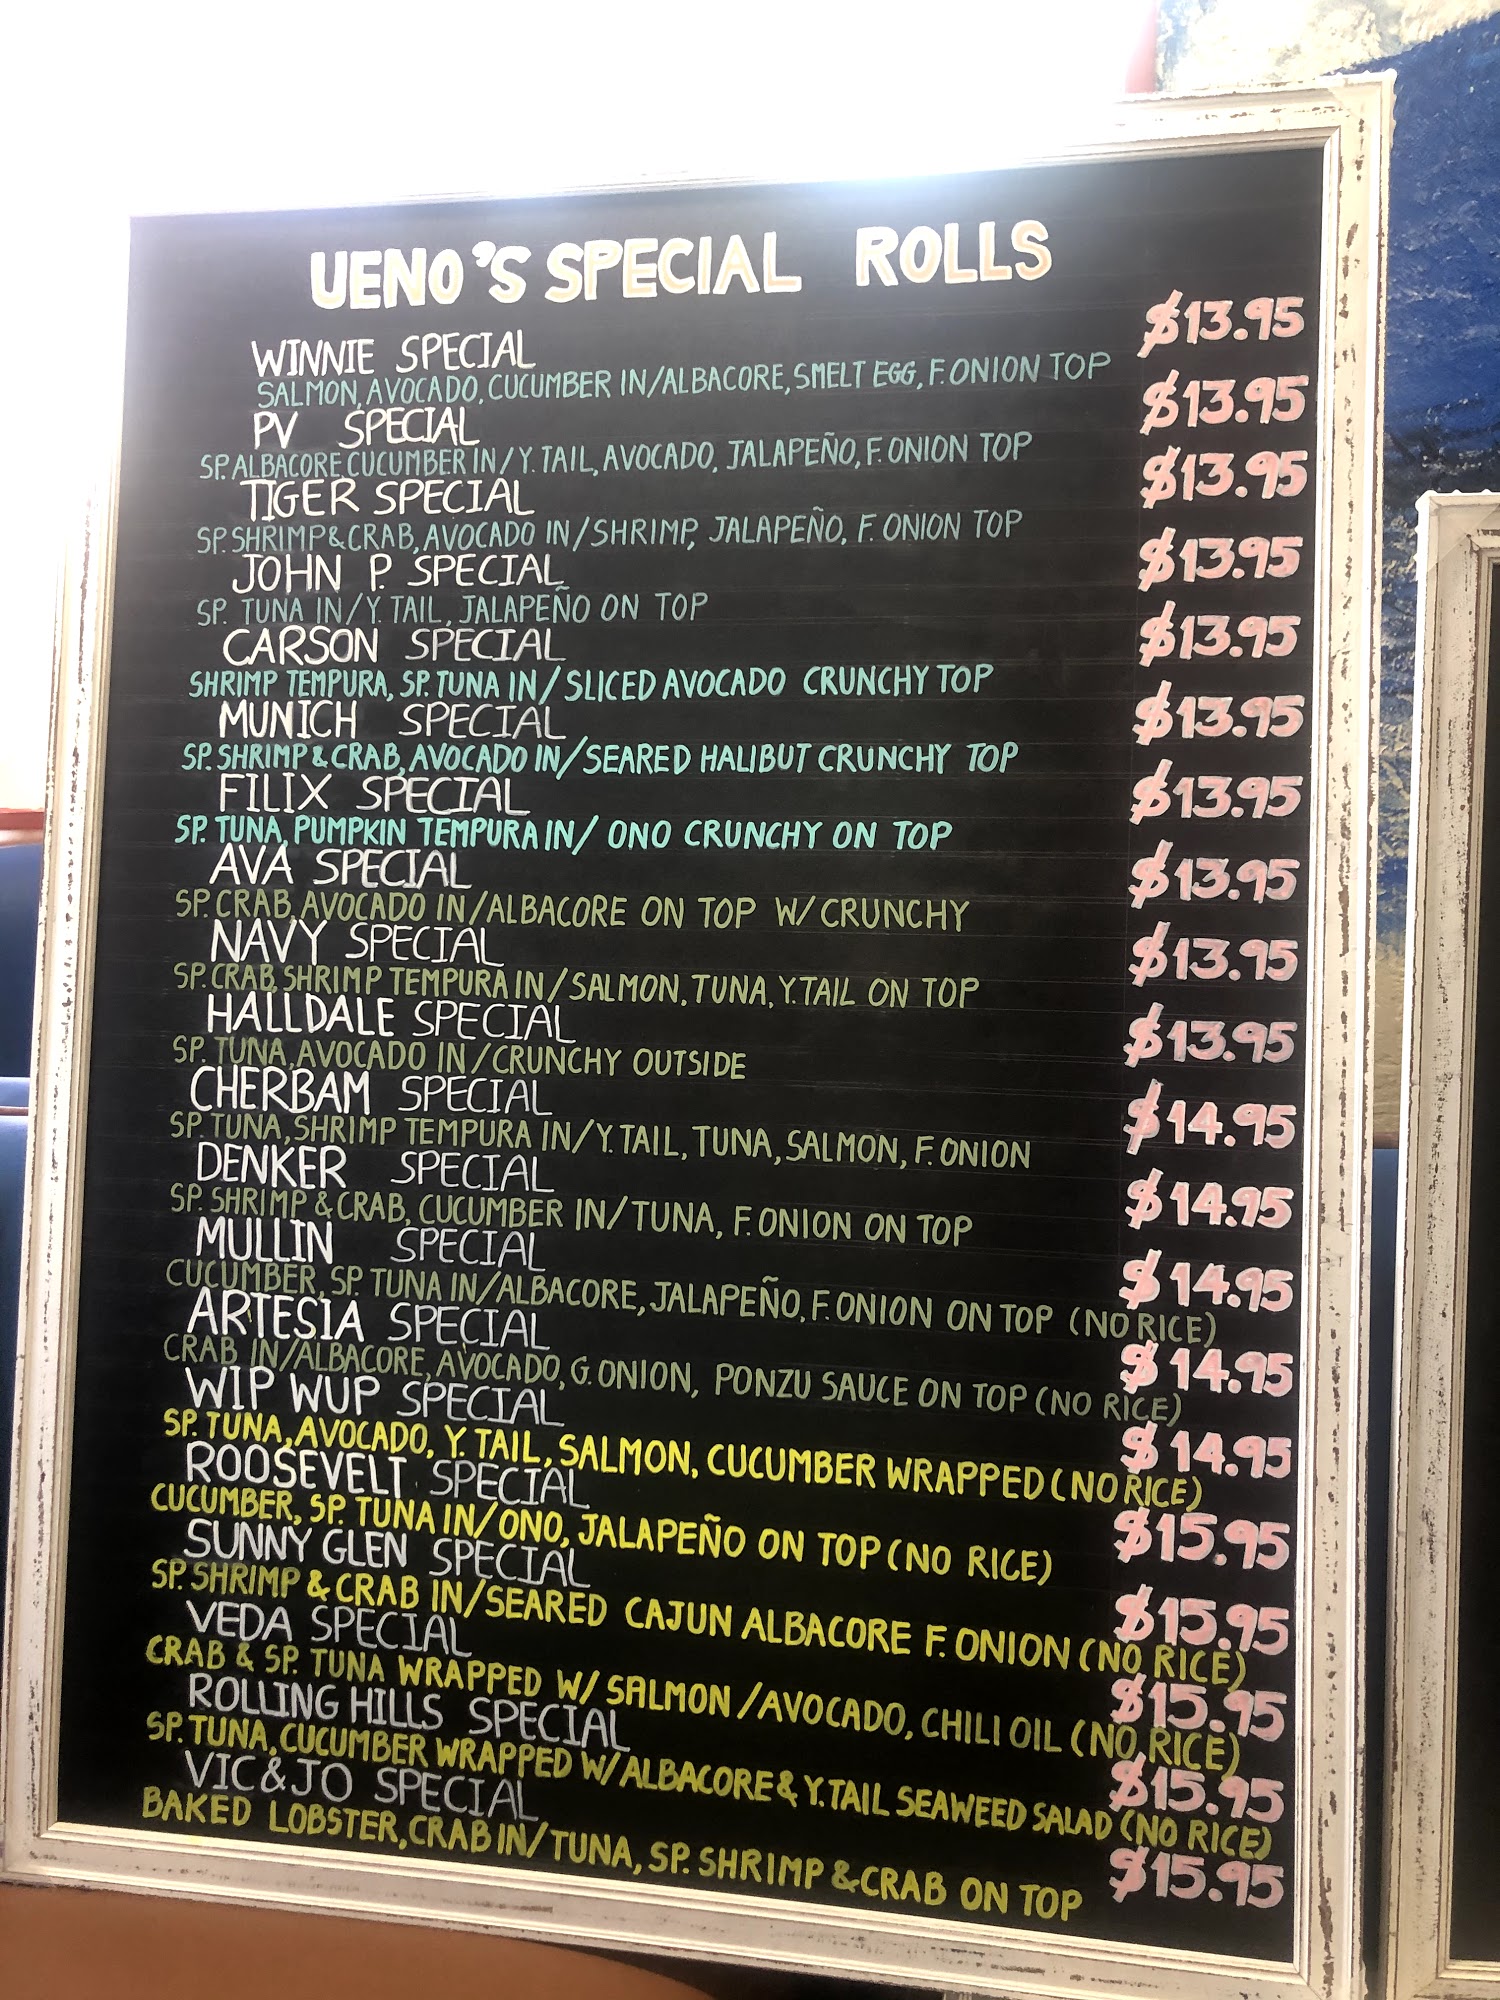 UENO'S SPECIAL ROLLS
WINNIE SPECIAL $13.95
SALMON, AVOCADO, CUCUMBER IN/ALBACORE, SMELT EGG, F. ONION TOP
PV SPECIAL $13.95
SP. ALBACORE CUCUMBER IN/Y. TAIL, AVOCADO, JALAPEÑO, F. ONION TOP
TIGER SPECIAL $13.95
SP. SHRIMP & CRAB, AVOCADO IN/SHRIMP, JALAPEÑO, F. ONION TOP
JOHN P. SPECIAL $13.95
SP. TUNA IN/Y. TAIL, JALAPEÑO ON TOP
CARSON SPECIAL $13.95
SHRIMP TEMPURA, SP. TUNA IN/SLICED AVOCADO CRUNCHY TOP
MUNICH SPECIAL $13.95
SP. SHRIMP & CRAB, AVOCADO IN/SEARED HALIBUT CRUNCHY TOP
FILIX SPECIAL $13.95
SP. TUNA, PUMPKIN TEMPURA IN/ ONO CRUNCHY ON TOP
AVA SPECIAL $13.95
SP. CRAB, AVOCADO IN/ALBACORE ON TOP W/ CRUNCHY
NAVY SPECIAL $13.95
SP. CRAB, SHRIMP TEMPURA IN/SALMON, TUNA, Y. TAIL ON TOP
HALLDALE SPECIAL $13.95
SP. TUNA, AVOCADO IN/CRUNCHY OUTSIDE
CHERBAM SPECIAL $14.95
SP. TUNA, SHRIMP TEMPURA IN/Y. TAIL, TUNA, SALMON, F. ONION
DENKER SPECIAL $14.95
SP. SHRIMP & CRAB, CUCUMBER IN/TUNA, F. ONION ON TOP
MULLIN SPECIAL $14.95
CUCUMBER, SP. TUNA IN/ALBACORE, JALAPEÑO, F. ONION ON TOP (NO RICE)
ARTESIA SPECIAL $14.95
CRAB IN/ALBACORE, AVOCADO, G. ONION, PONZU SAUCE ON TOP (NO RICE)
WIP WUP SPECIAL $14.95
SP. TUNA, AVOCADO, Y. TAIL, SALMON, CUCUMBER WRAPPED (NO RICE)
ROOSEVELT SPECIAL $15.95
CUCUMBER, SP. TUNA IN/ONO, JALAPEÑO ON TOP (NO RICE)
SUNNY GLEN SPECIAL $15.95
SP. SHRIMP & CRAB IN/SEARED CAJUN ALBACORE F. ONION (NO RICE)
VEDA SPECIAL $15.95
CRAB & SP. TUNA WRAPPED W/ SALMON/AVOCADO, CHILI OIL (NO RICE)
ROLLING HILLS SPECIAL $15.95
SP. TUNA, CUCUMBER WRAPPED W/ALBACORE & Y. TAIL SEAWEED SALAD (NO RICE)
VIC & JO SPECIAL $15.95
BAKED LOBSTER, CRAB IN/TUNA, SP. SHRIMP & CRAB ON TOP